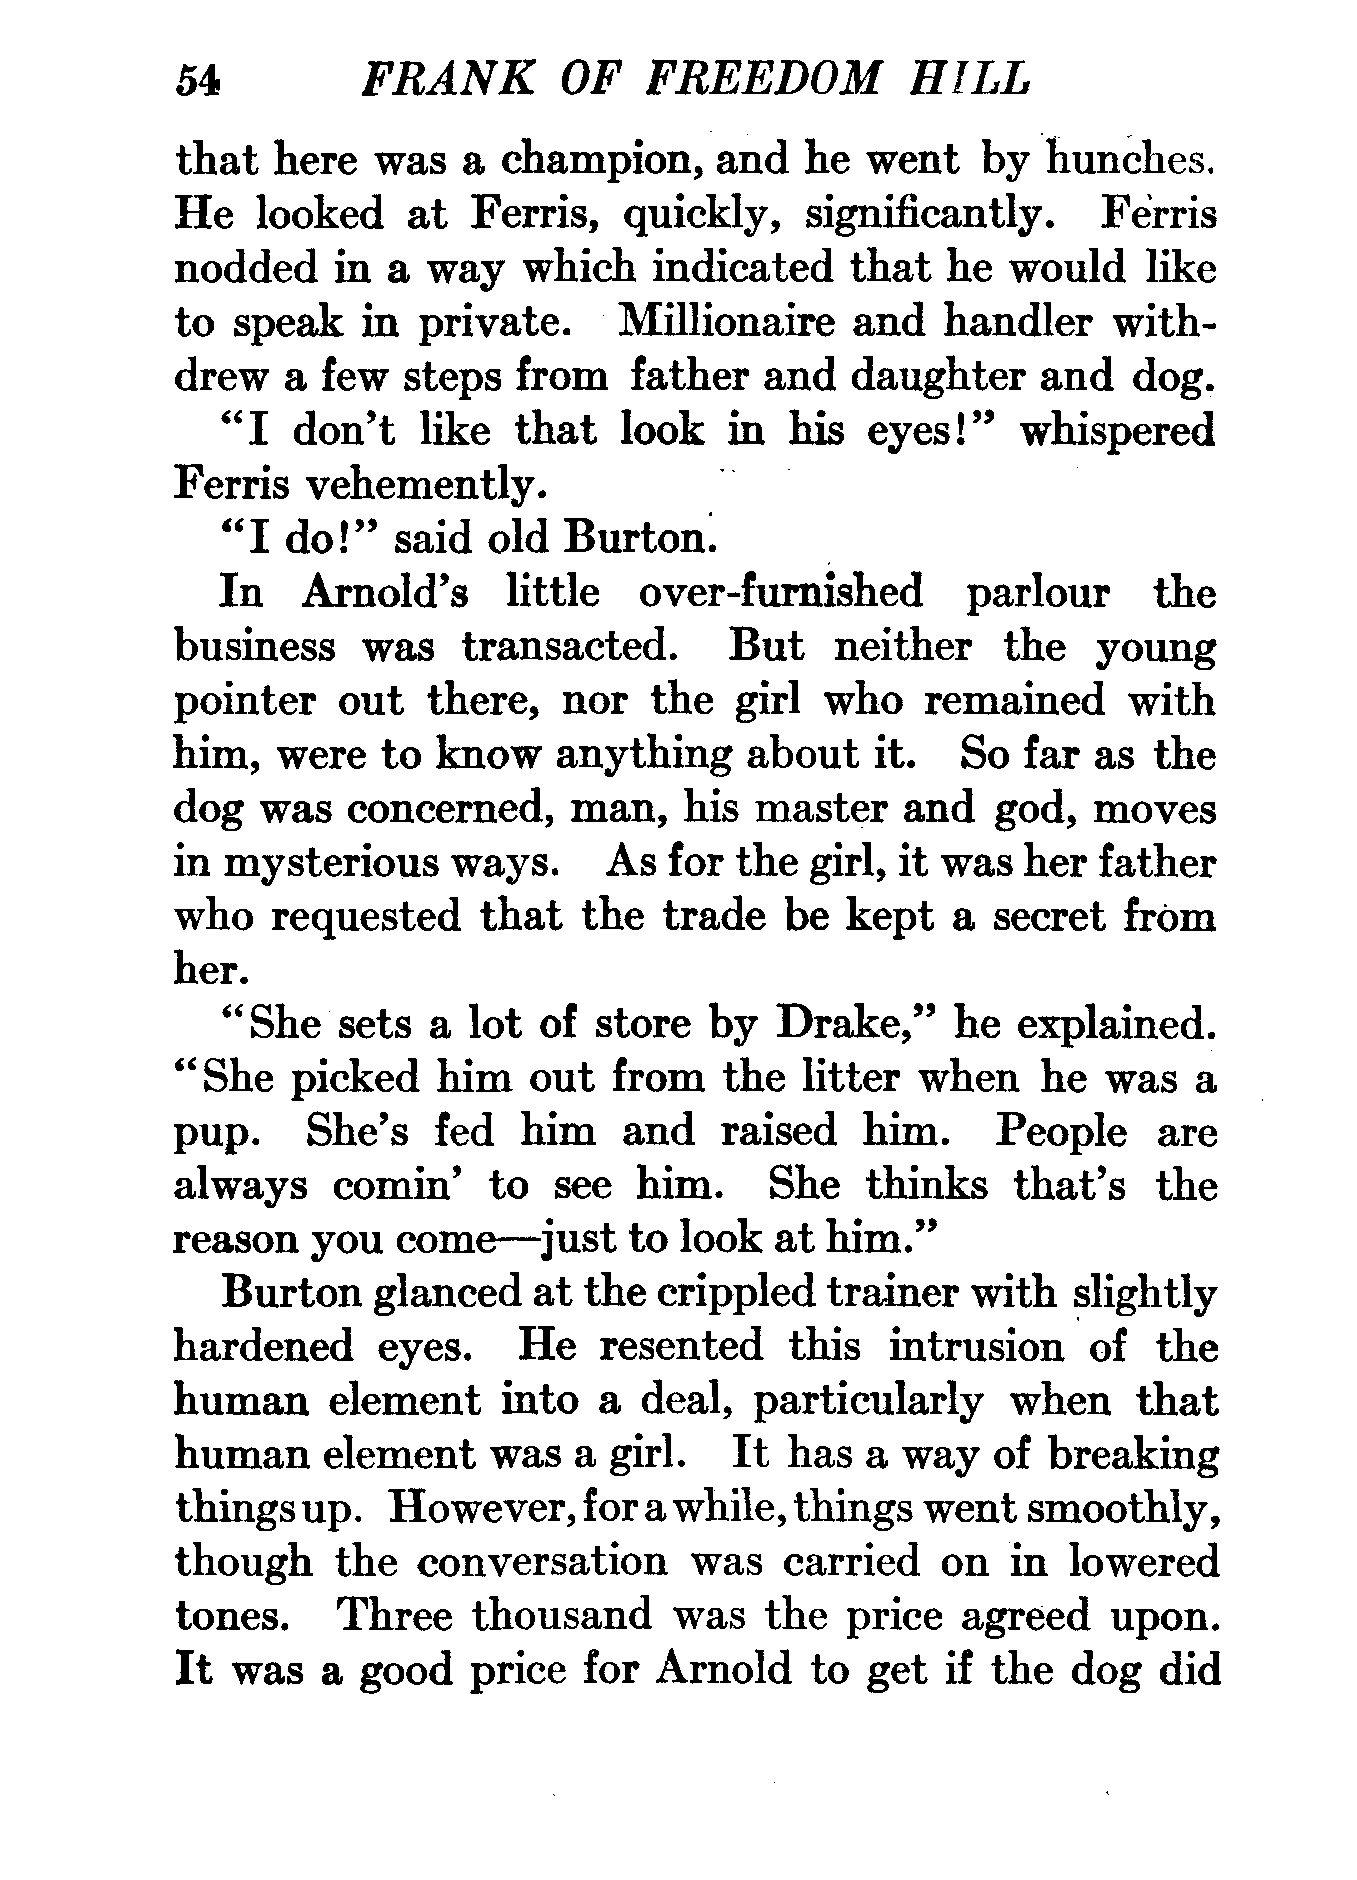 54 FRANK OF FREEDOM HILL
that here was a champion, and he went by hunches.
He looked at Ferris, quickly, significantly. Ferris
nodded in a way which indicated that he would like
to speak in private. Millionaire and handler with-
drew a few steps from father and daughter and dog.
“I don’t like that look in his eyes!” whispered
Ferris vehemently.
“I do!” said old Burton.
In Arnold’s little over-furnished parlour the
business was transacted. But neither the young
pointer out there, nor the girl who remained with
him, were to know anything about it. So far as the
dog was concerned, man, his master and god, moves
in mysterious ways. As for the girl, it was her father
who requested that the trade be kept a secret from
her.
“She sets a lot of store by Drake,” he explained.
“She picked him out from the litter when he was a
pup. She’s fed him and raised him. People are
always comin’ to see him. She thinks that’s the
reason you come—just to look at him.”
Burton glanced at the crippled trainer with slightly
hardened eyes. He resented this intrusion of the
human element into a deal, particularly when that
human element was a girl. It has a way of breaking
things up. However, for a while, things went smoothly,
though the conversation was carried on in lowered
tones. Three thousand was the price agreed upon.
It was a good price for Arnold to get if the dog did